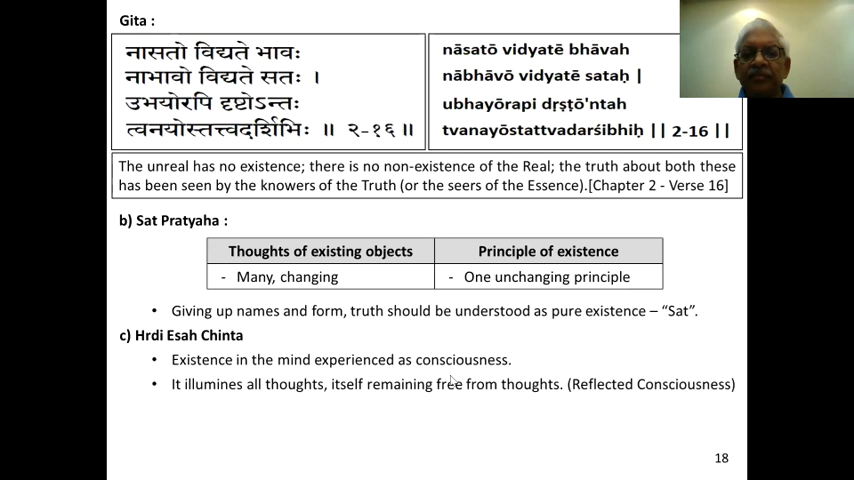 Gita :
नासतो विद्यते भावः
नाभावो विद्यते सतः ।
उभयोरपि दृष्टोऽन्तः
त्वनयोस्तत्त्वदर्शिभिः ॥ २-१६ ॥
nāsatō vidyatē bhāvah
nābhāvō vidyatē sataḥ |
ubhayōrapi dṛṣṭō'ntah
tvanayōstattvadarśibhiḥ || 2-16 ||
The unreal has no existence; there is no non-existence of the Real; the truth about both these
has been seen by the knowers of the Truth (or the seers of the Essence).[Chapter 2 - Verse 16]
b) Sat Pratyaha :
Thoughts of existing objects
Principle of existence
- Many, changing
- One unchanging principle
• Giving up names and form, truth should be understood as pure existence – “Sat”.
c) Hrdi Esah Chinta
• Existence in the mind experienced as consciousness.
• It illumines all thoughts, itself remaining free from thoughts. (Reflected Consciousness)
18